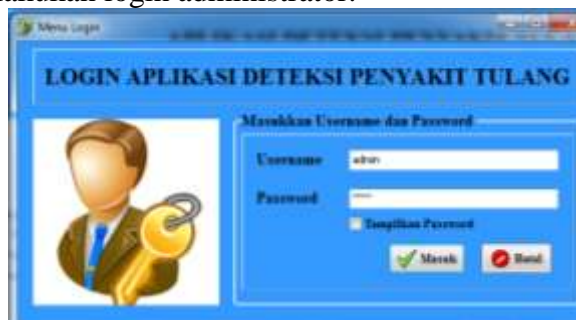 login administrator.
Menu Login
LOGIN APLIKASI DETEKSI PENYAKIT TULANG
Masukkan Username dan Password
Username
admin
Password
Tampilkan Password
Masuk
Batal